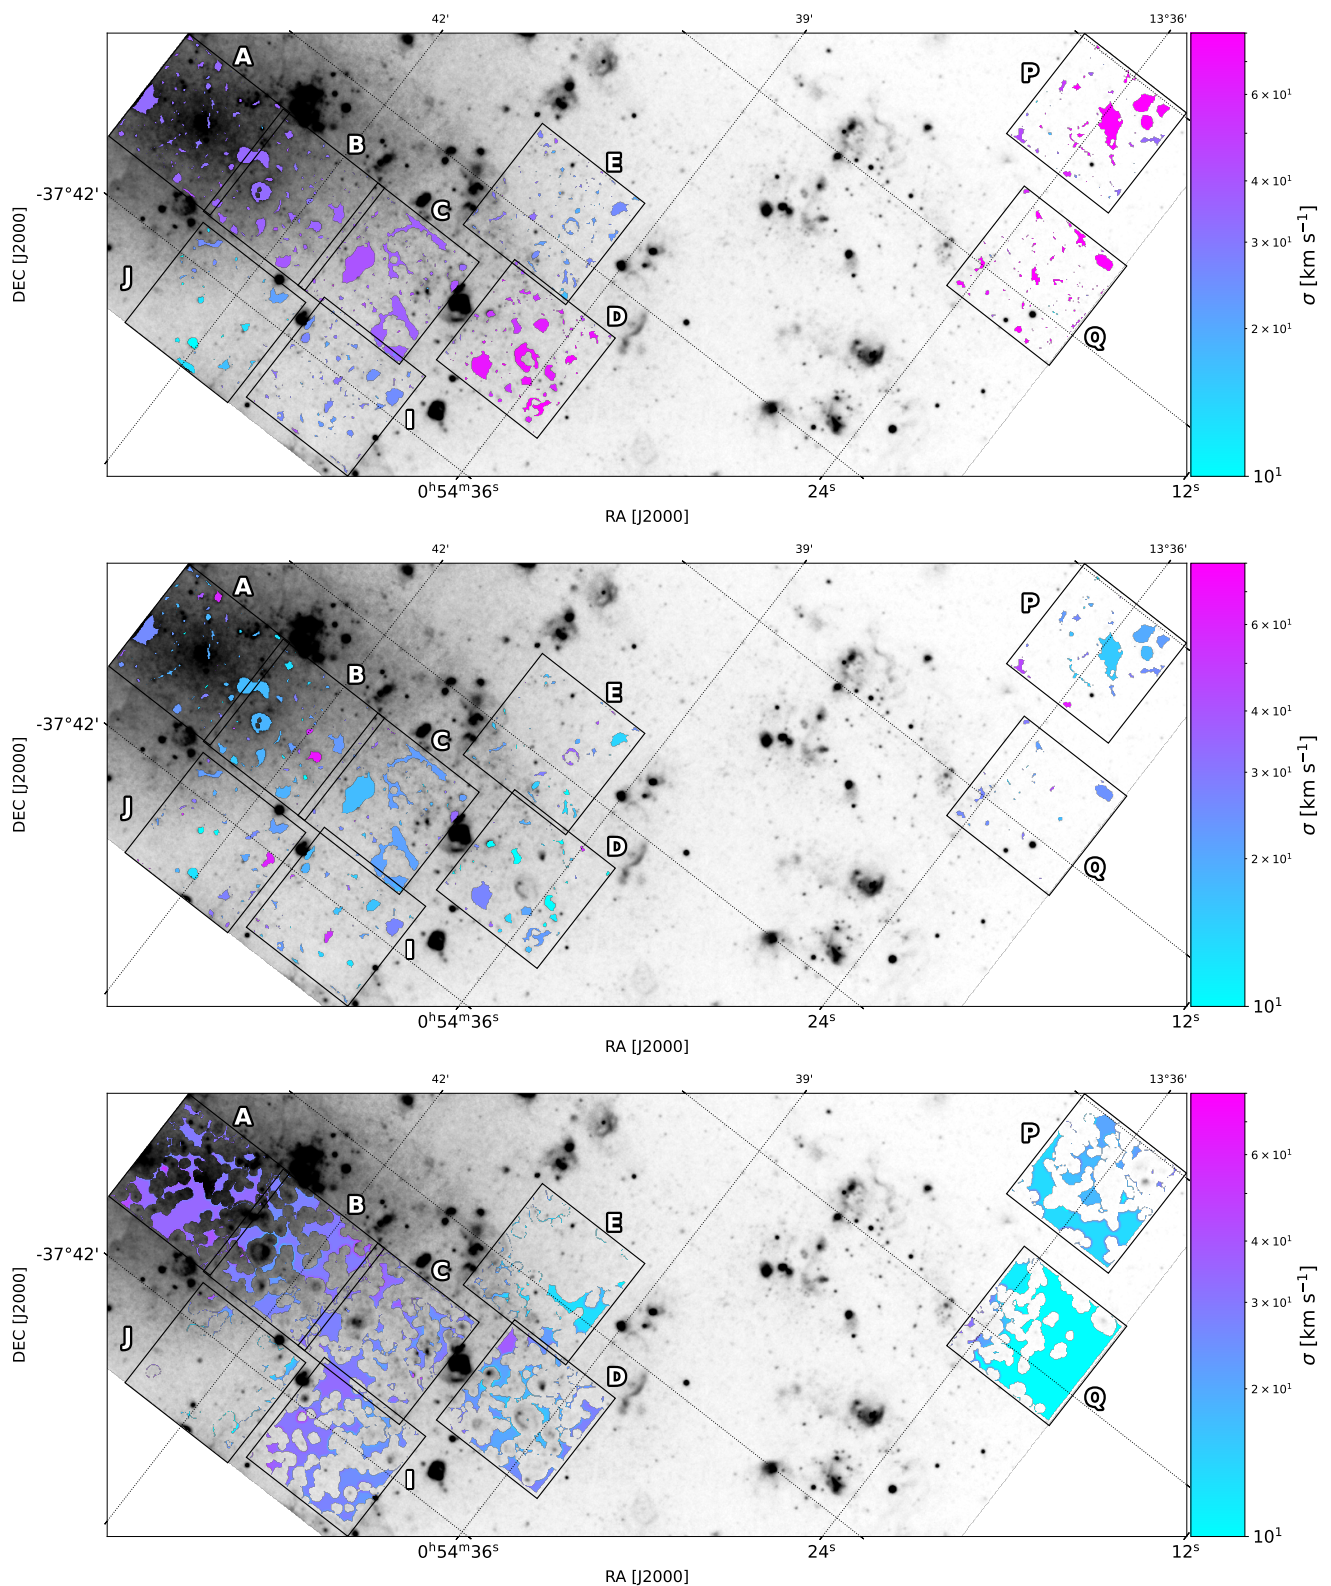 42' 39' 13°36'
A
P
B
6 × 10¹
E
4 × 10¹
-37°42'
C
3 × 10¹
J
D
2 × 10¹
Q
I
10¹
DEC [J2000]
σ [km s⁻¹]
0ʰ54ᵐ36ˢ 24ˢ 12ˢ
RA [J2000]
42' 39' 13°36'
A
P
B
6 × 10¹
E
4 × 10¹
-37°42'
C
3 × 10¹
J
D
2 × 10¹
Q
I
10¹
DEC [J2000]
σ [km s⁻¹]
0ʰ54ᵐ36ˢ 24ˢ 12ˢ
RA [J2000]
42' 39' 13°36'
A
P
B
6 × 10¹
E
4 × 10¹
-37°42'
C
3 × 10¹
J
D
2 × 10¹
Q
I
10¹
DEC [J2000]
σ [km s⁻¹]
0ʰ54ᵐ36ˢ 24ˢ 12ˢ
RA [J2000]